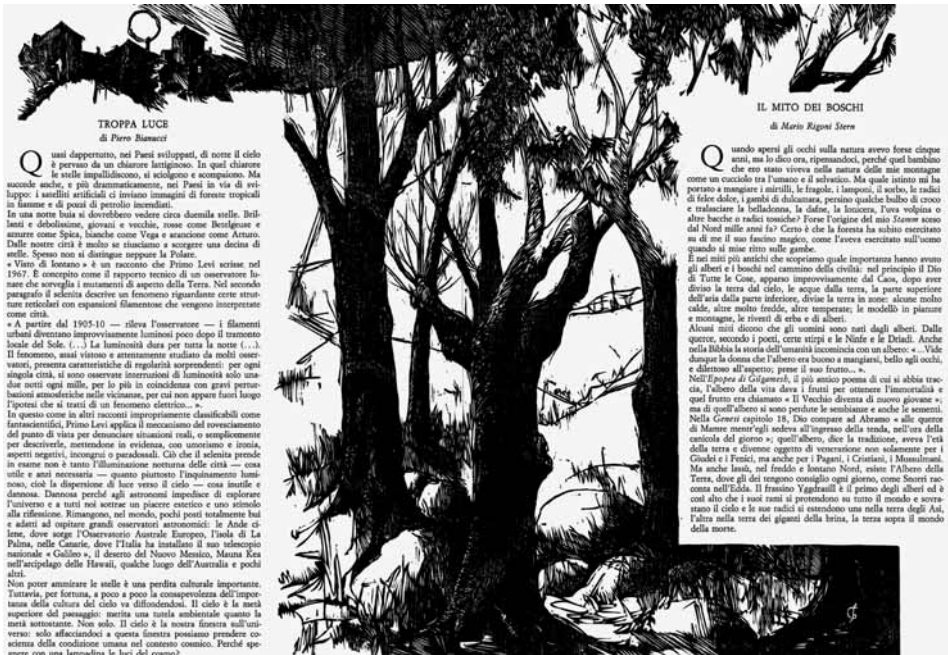 TROPPA LUCE
di Piero Bianucci
Quasi dappertutto, nei Paesi sviluppati, di notte il cielo
è pervaso da un chiarore lattiginoso. In quel chiarore
le stelle impallidiscono, si sciolgono e scompaiono. Ma
succede anche, e più drammaticamente, nei Paesi in via di svi-
luppo: i satelliti artificiali ci inviano immagini di foreste tropicali
in fiamme e di pozzi di petrolio incendiati.
In una notte buia si dovrebbero vedere circa duemila stelle. Bril-
lanti e debolissime, giovani e vecchie, rosse come Betelgeuse e
azzurre come Spica, bianche come Vega e arancione come Arturo.
Dalle nostre città è molto se riusciamo a scorgere una decina di
stelle. Spesso non si distingue neppure la Polare.
« Visto di lontano » è un racconto che Primo Levi scrisse nel
1967. È concepito come il rapporto tecnico di un osservatore lu-
nare che sorveglia i mutamenti di aspetto della Terra. Nel secondo
paragrafo il selenita descrive un fenomeno riguardante certe strut-
ture reticolari con espansioni filamentose che vengono interpretate
come città.
« A partire dal 1905-10 — rileva l'osservatore — i filamenti
urbani diventano improvvisamente luminosi poco dopo il tramonto
locale del Sole. (...) La luminosità dura per tutta la notte (...).
Il fenomeno, assai vistoso e attentamente studiato da molti osser-
vatori, presenta caratteristiche di regolarità sorprendenti: per ogni
singola città, si sono osservate interruzioni di luminosità solo una-
due notti ogni mille, per lo più in coincidenza con gravi pertur-
bazioni atmosferiche nelle vicinanze, per cui non appare fuori luogo
l'ipotesi che si tratti di un fenomeno elettrico... ».
In questo come in altri racconti impropriamente classificabili come
fantascientifici, Primo Levi applica il meccanismo del rovesciamento
del punto di vista per denunciare situazioni reali, o semplicemente
per descriverle, mettendone in evidenza, con umorismo e ironia,
aspetti negativi, incongrui o paradossali. Ciò che il selenita prende
in esame non è tanto l'illuminazione notturna delle città — cosa
utile e anzi necessaria — quanto piuttosto l'inquinamento lumi-
noso, cioè la dispersione di luce verso il cielo — cosa inutile e
dannosa. Dannosa perché agli astronomi impedisce di esplorare
l'universo e a tutti noi sottrae un piacere estetico e uno stimolo
alla riflessione. Rimangono, nel mondo, pochi posti totalmente bui
e adatti ad ospitare grandi osservatori astronomici: le Ande ci-
lene, dove sorge l'Osservatorio Australe Europeo, l'isola di La
Palma, nelle Canarie, dove l'Italia ha installato il suo telescopio
nazionale « Galileo », il deserto del Nuovo Messico, Mauna Kea
nell'arcipelago delle Hawaii, qualche luogo dell'Australia e pochi
altri.
Non poter ammirare le stelle è una perdita culturale importante.
Tuttavia, per fortuna, a poco a poco la consapevolezza dell'impor-
tanza della cultura del cielo va diffondendosi. Il cielo è la metà
superiore del paesaggio: merita una tutela ambientale quanto la
metà sottostante. Non solo. Il cielo è la nostra finestra sull'uni-
verso: solo affacciandoci a questa finestra possiamo prendere co-
scienza della condizione umana nel contesto cosmico. Perché spe-
gnere con una lampadina le luci del cosmo?
IL MITO DEI BOSCHI
di Mario Rigoni Stern
Quando apersi gli occhi sulla natura avevo forse cinque
anni, ma lo dico ora, ripensandoci, perché quel bambino
che ero stato viveva nella natura delle mie montagne
come un cucciolo tra l'umano e il selvatico. Ma quale istinto mi ha
portato a mangiare i mirtilli, le fragole, i lamponi, il sorbo, le radici
di felce dolce, i gambi di dulcamara, persino qualche bulbo di croco
e tralasciare la belladonna, la dafne, la lonicera, l'uva volpina o
altre bacche o radici tossiche? Forse l'origine del mio Stamm sceso
dal Nord mille anni fa? Certo è che la foresta ha subito esercitato
su di me il suo fascino magico, come l'aveva esercitato sull'uomo
quando si mise ritto sulle gambe.
È nei miti più antichi che scopriamo quale importanza hanno avuto
gli alberi e i boschi nel cammino della civiltà: nel principio il Dio
di Tutte le Cose, apparso improvvisamente dal Caos, dopo aver
diviso la terra dal cielo, le acque dalla terra, la parte superiore
dell'aria dalla parte inferiore, divise la terra in zone: alcune molto
calde, altre molto fredde, altre temperate; le modellò in pianure
e montagne, le rivestì di erba e di alberi.
Alcuni miti dicono che gli uomini sono nati dagli alberi. Dalle
querce, secondo i poeti, certe stirpi e le Ninfe e le Driadi. Anche
nella Bibbia la storia dell'umanità incomincia con un albero: «...Vide
dunque la donna che l'albero era buono a mangiarsi, bello agli occhi,
e dilettoso all'aspetto; prese il suo frutto... ».
Nell'Epopea di Gilgamesh, il più antico poema di cui si abbia trac-
cia, l'albero della vita dava i frutti per ottenere l'immortalità e
quel frutto era chiamato « Il Vecchio diventa di nuovo giovane »;
ma di quell'albero si sono perdute le sembianze e anche le sementi.
Nella Genesi capitolo 18, Dio compare ad Abramo « alle querce
di Mamre mentr'egli sedeva all'ingresso della tenda, nell'ora della
canicola del giorno »; quell'albero, dice la tradizione, aveva l'età
della terra e divenne oggetto di venerazione non solamente per i
Giudei e i Fenici, ma anche per i Pagani, i Cristiani, i Mussulmani.
Ma anche lassù, nel freddo e lontano Nord, esiste l'Albero della
Terra, dove gli dei tengono consiglio ogni giorno, come Snorri rac-
conta nell'Edda. Il frassino Yggdrasill è il primo degli alberi ed è
così alto che i suoi rami si protendono su tutto il mondo e sovra-
stano il cielo e le sue radici si estendono una nella terra degli Asi,
l'altra nella terra dei giganti della brina, la terza sopra il mondo
della morte.